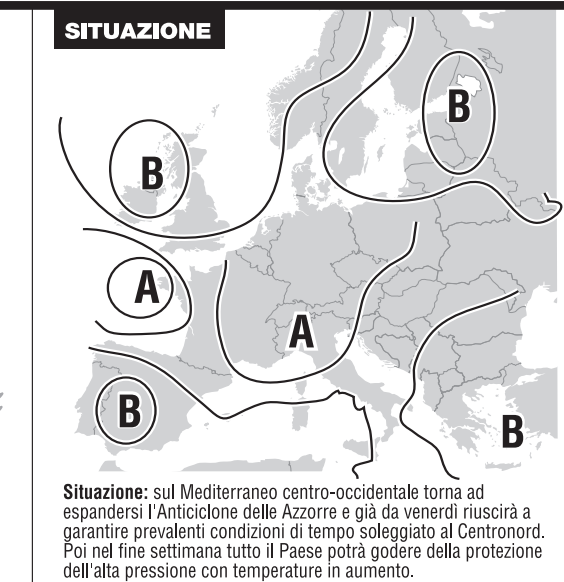 SITUAZIONE
B
B
A
A
B
B
Situazione: sul Mediterraneo centro-occidentale torna ad
espandersi l'Anticiclone delle Azzorre e già da venerdì riuscirà a
garantire prevalenti condizioni di tempo soleggiato al Centronord.
Poi nel fine settimana tutto il Paese potrà godere della protezione
dell'alta pressione con temperature in aumento.